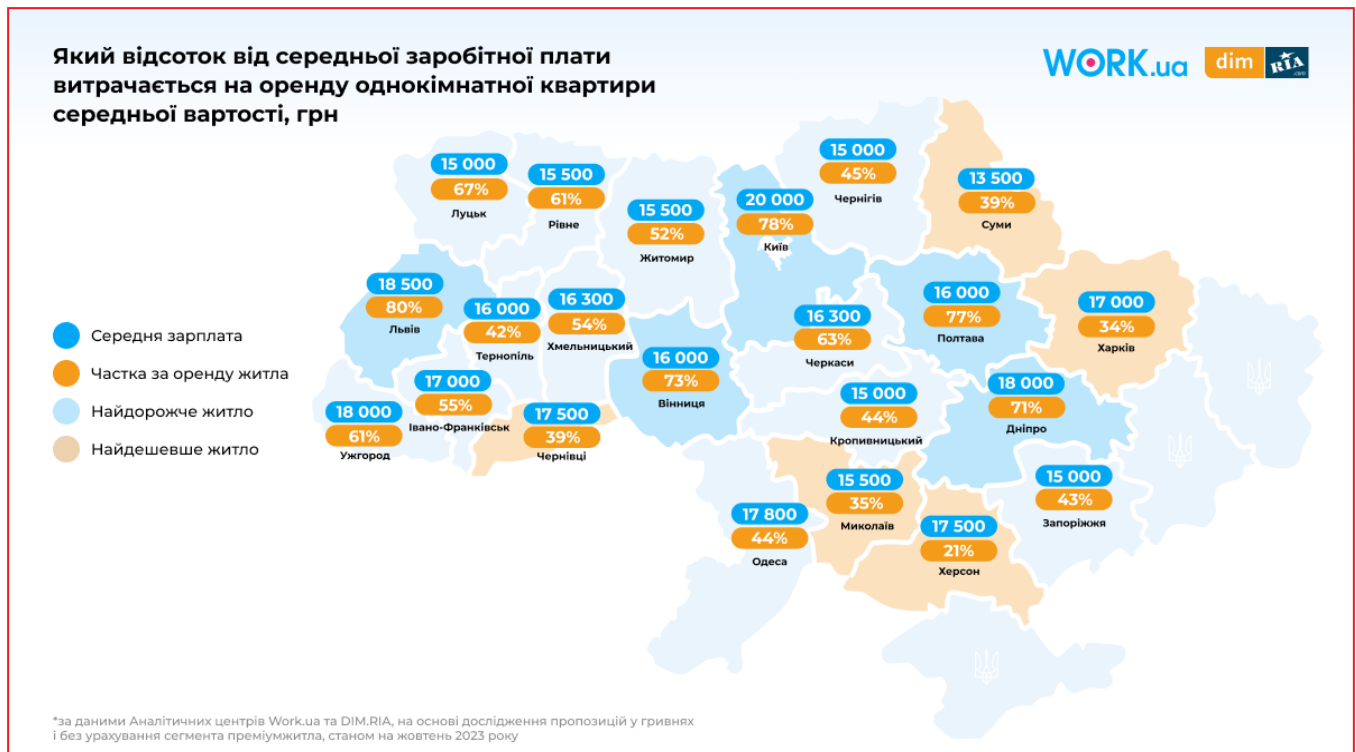 Який відсоток від середньої заробітної плати
витрачається на оренду однокімнатної квартири
середньої вартості, грн
WORK.ua
dim
RIA
.com
15 000
67%
Луцьк
15 500
61%
Рівне
15 500
52%
Житомир
20 000
78%
Київ
15 000
45%
Чернігів
13 500
39%
Суми
18 500
80%
Львів
16 000
42%
Тернопіль
16 300
54%
Хмельницький
16 000
73%
Вінниця
16 300
63%
Черкаси
16 000
77%
Полтава
17 000
34%
Харків
18 000
61%
Ужгород
17 000
55%
Івано-Франківськ
17 500
39%
Чернівці
15 000
44%
Кропивницький
18 000
71%
Дніпро
17 800
44%
Одеса
15 500
35%
Миколаїв
17 500
21%
Херсон
15 000
43%
Запоріжжя
Середня зарплата
Частка за оренду житла
Найдорожче житло
Найдешевше житло
*за даними Аналітичних центрів Work.ua та DIM.RIA, на основі дослідження пропозицій у гривнях
і без урахування сегмента преміумжитла, станом на жовтень 2023 року